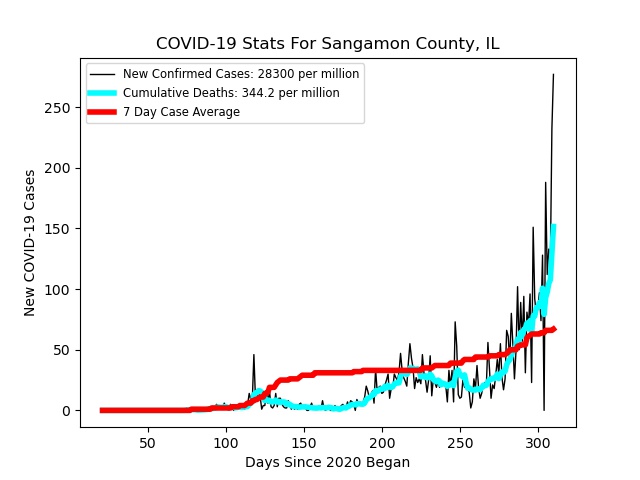 COVID-19 Stats For Sangamon County, IL
New Confirmed Cases: 28300 per million
Cumulative Deaths: 344.2 per million
7 Day Case Average
New COVID-19 Cases
250
200
150
100
50
0
50 100 150 200 250 300
Days Since 2020 Began